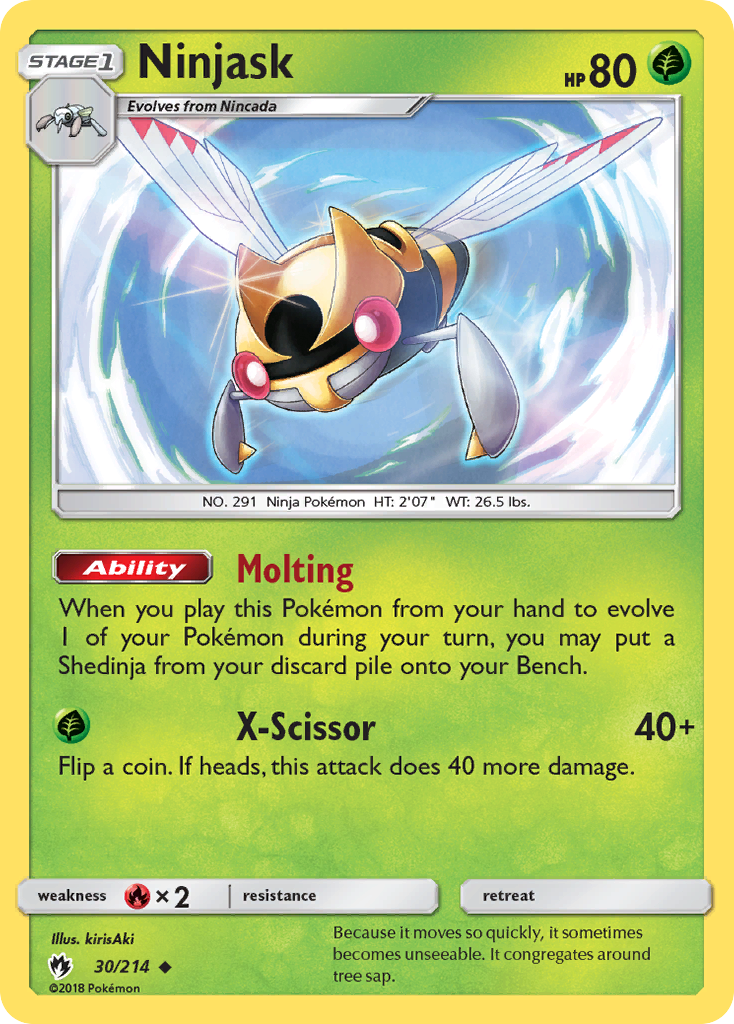 STAGE1 Ninjask HP 80
Evolves from Nincada
NO. 291 Ninja Pokémon HT: 2'07" WT: 26.5 lbs.
Ability Molting
When you play this Pokémon from your hand to evolve
1 of your Pokémon during your turn, you may put a
Shedinja from your discard pile onto your Bench.
X-Scissor 40+
Flip a coin. If heads, this attack does 40 more damage.
weakness ×2 resistance retreat
Illus. kirisAki
30/214
©2018 Pokémon
Because it moves so quickly, it sometimes
becomes unseeable. It congregates around
tree sap.